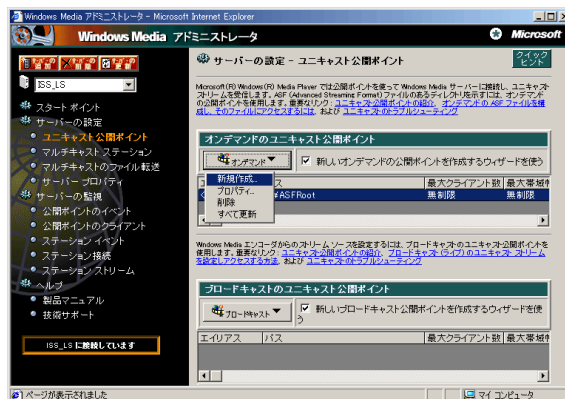 Windows Media アドミニストレータ - Microsoft Internet Explorer
Windows Media アドミニストレータ
Microsoft
ISS_LS
スタート ポイント
サーバーの設定
ユニキャスト公開ポイント
マルチキャスト ステーション
マルチキャストのファイル転送
サーバー プロパティ
サーバーの監視
公開ポイントのイベント
公開ポイントのクライアント
ステーション イベント
ステーション接続
ステーション ストリーム
ヘルプ
製品マニュアル
技術サポート
ISS_LS に接続しています
サーバーの設定 - ユニキャスト公開ポイント
クイック
ヒント
Microsoft(R) Windows(R) Media Player では公開ポイントを使って Windows Media サーバーに接続し、ユニキャスト
ストリームを受信します。ASF (Advanced Streaming Format) ファイルのあるディレクトリを示すには、オンデマンド
の公開ポイントを使用します。重要なリンク: ユニキャスト公開ポイントの紹介、オンデマンドの ASF ファイルを構
成し、そのファイルにアクセスするには、および ユニキャストのトラブルシューティング
オンデマンドのユニキャスト公開ポイント
オンデマンド
新しいオンデマンドの公開ポイントを作成するウィザードを使う
新規作成...
プロパティ...
削除
すべて更新
ス
最大クライアント数
最大帯域
¥ASFRoot
無制限
無制限
Windows Media エンコーダからのストリーム ソースを設定するには、ブロードキャストのユニキャスト公開ポイントを
使用します。重要なリンク: ユニキャスト公開ポイントの紹介、ブロードキャスト (ライブ) のユニキャスト ストリーム
を設定しアクセスする方法、および ユニキャストのトラブルシューティング
ブロードキャストのユニキャスト公開ポイント
ブロードキャスト
新しいブロードキャスト公開ポイントを作成するウィザードを使
う
エイリアス
パス
最大クライアント数
最大帯域
ページが表示されました
マイ コンピュータ